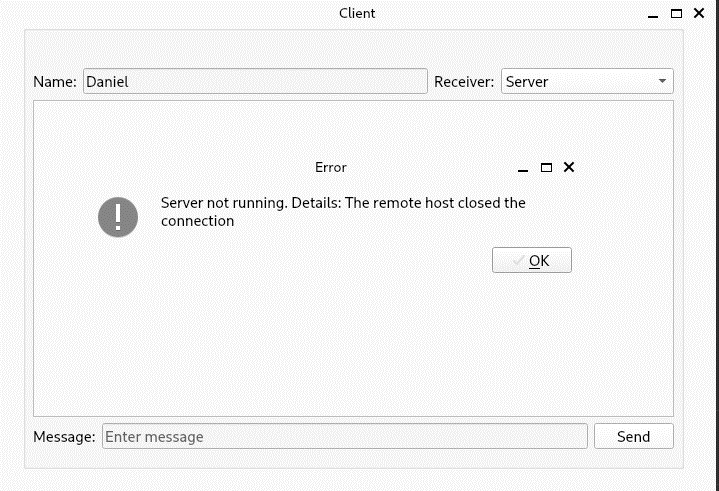 Client
Name: Daniel Receiver: Server
Error
Server not running. Details: The remote host closed the
connection
OK
Message: Enter message Send